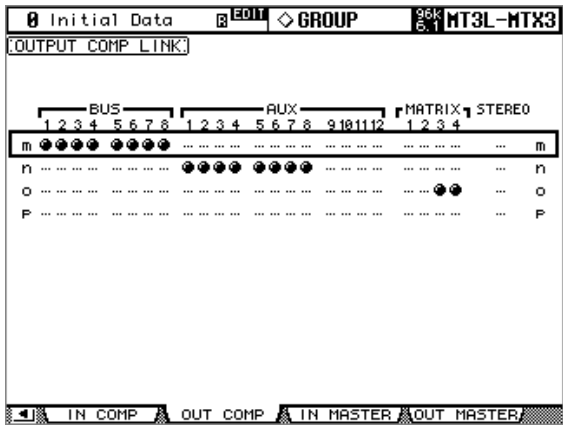 0 Initial Data R EDIT ◇GROUP 96k 6.1 MT3L-MTX3
OUTPUT COMP LINK
BUS AUX MATRIX STEREO
1 2 3 4 5 6 7 8 1 2 3 4 5 6 7 8 9 10 11 12 1 2 3 4
m m
n n
o o
p p
IN COMP OUT COMP IN MASTER OUT MASTER